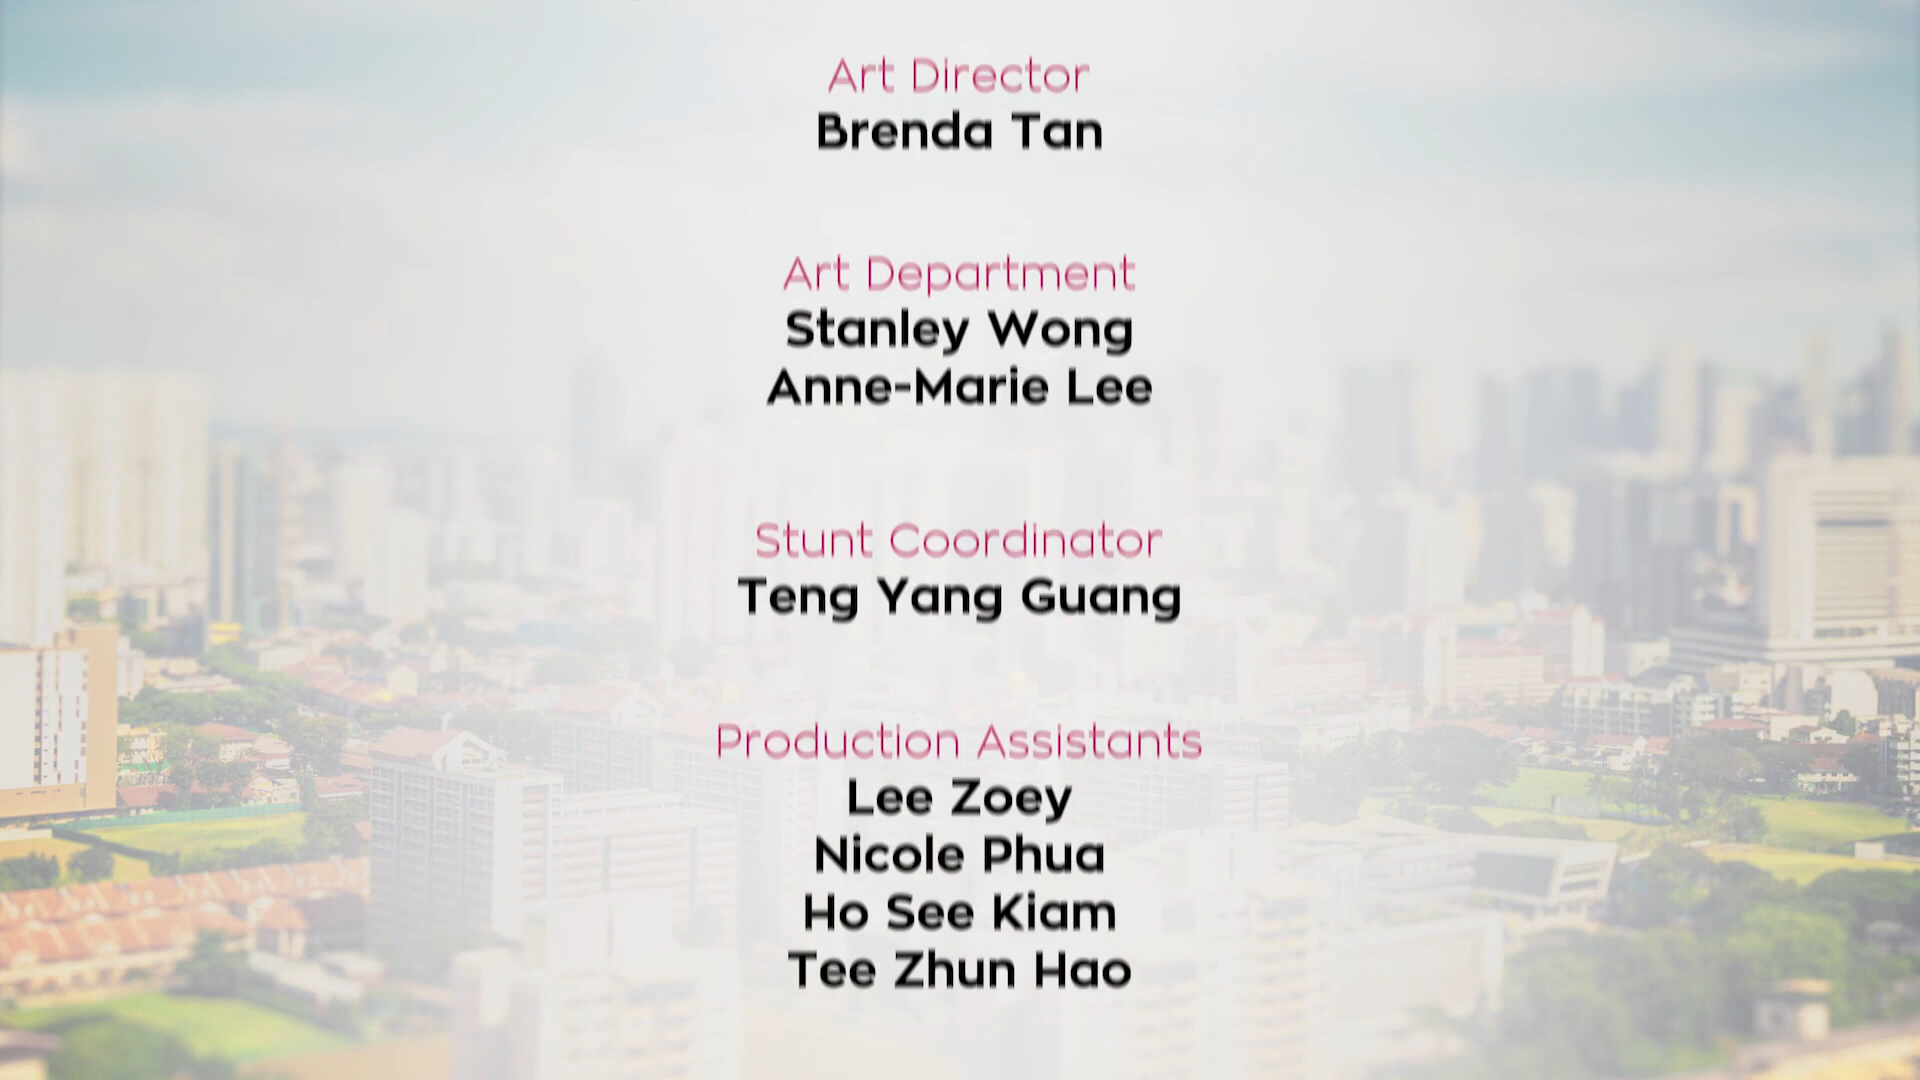 Art Director
Brenda Tan
Art Department
Stanley Wong
Anne-Marie Lee
Stunt Coordinator
Teng Yang Guang
Production Assistants
Lee Zoey
Nicole Phua
Ho See Kiam
Tee Zhun Hao